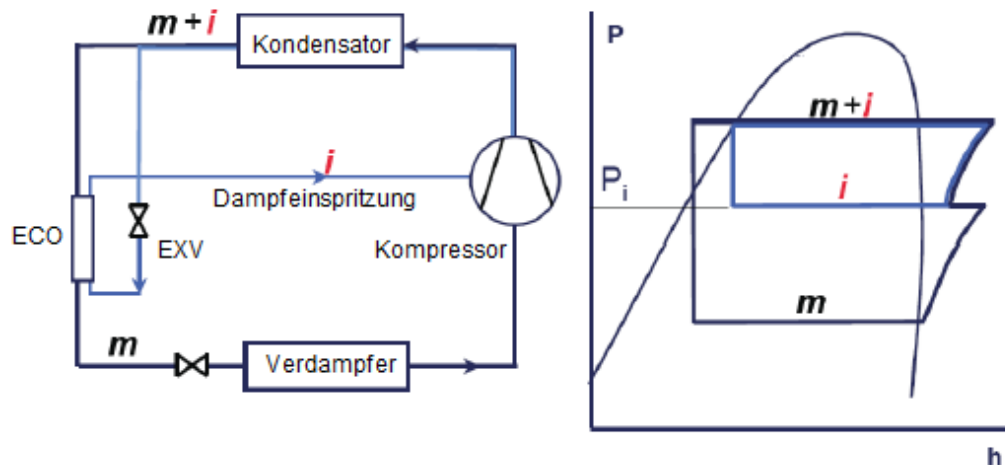 m + i
Kondensator
i
Dampfeinspritzung
ECO
EXV
Kompressor
m
Verdampfer
P
m + i
Pi
i
m
h